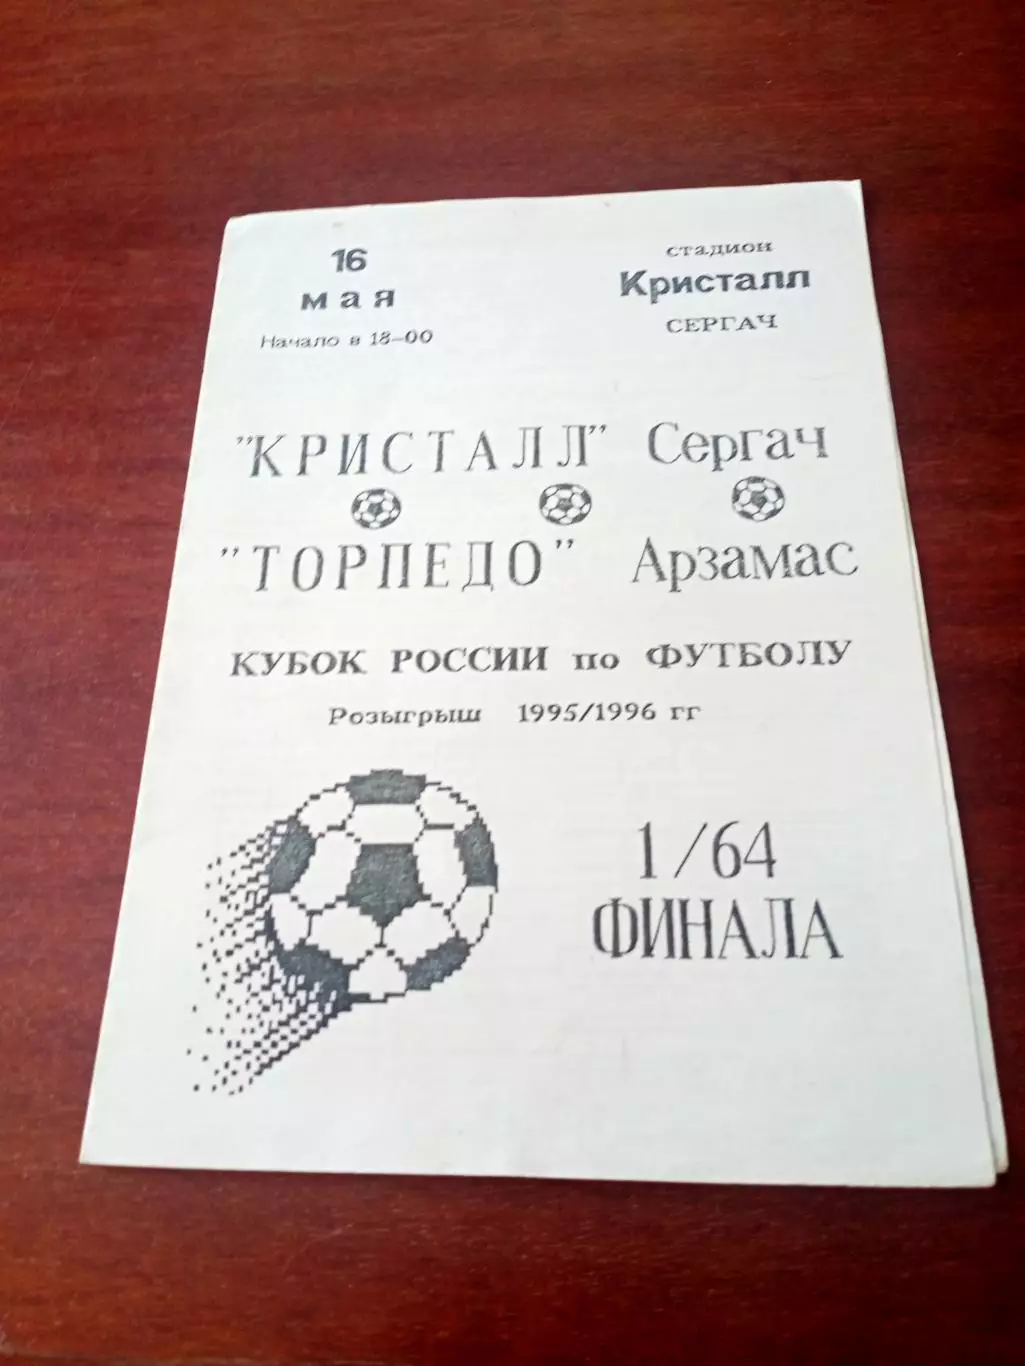 16
мая
Начало в 18-00
стадион
Кристалл
СЕРГАЧ
"КРИСТАЛЛ" Сергач
"ТОРПЕДО" Арзамас
КУБОК РОССИИ по ФУТБОЛУ
Розыгрыш 1995/1996 гг
1/64
ФИНАЛА